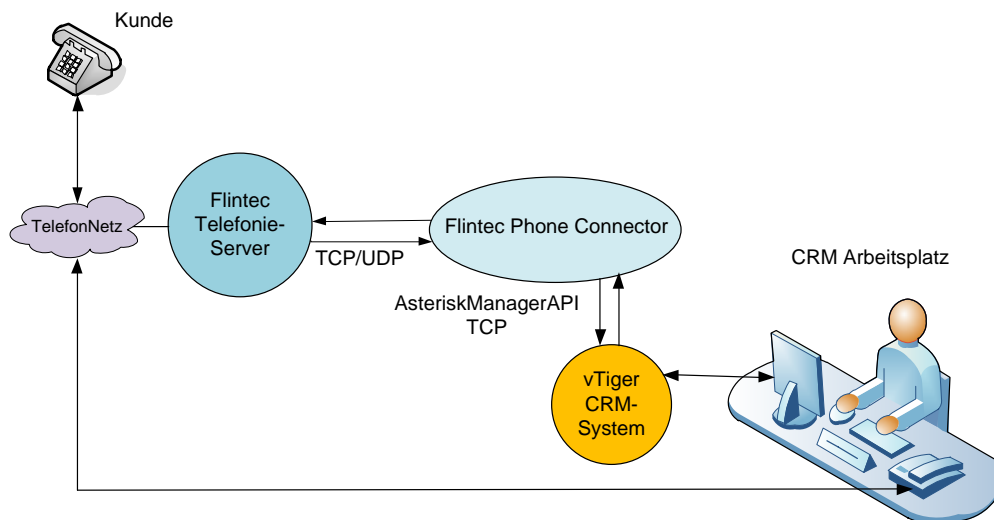 Kunde
TelefonNetz
Flintec
Telefonie-
Server
TCP/UDP
Flintec Phone Connector
AsteriskManagerAPI
TCP
vTiger
CRM-
System
CRM Arbeitsplatz